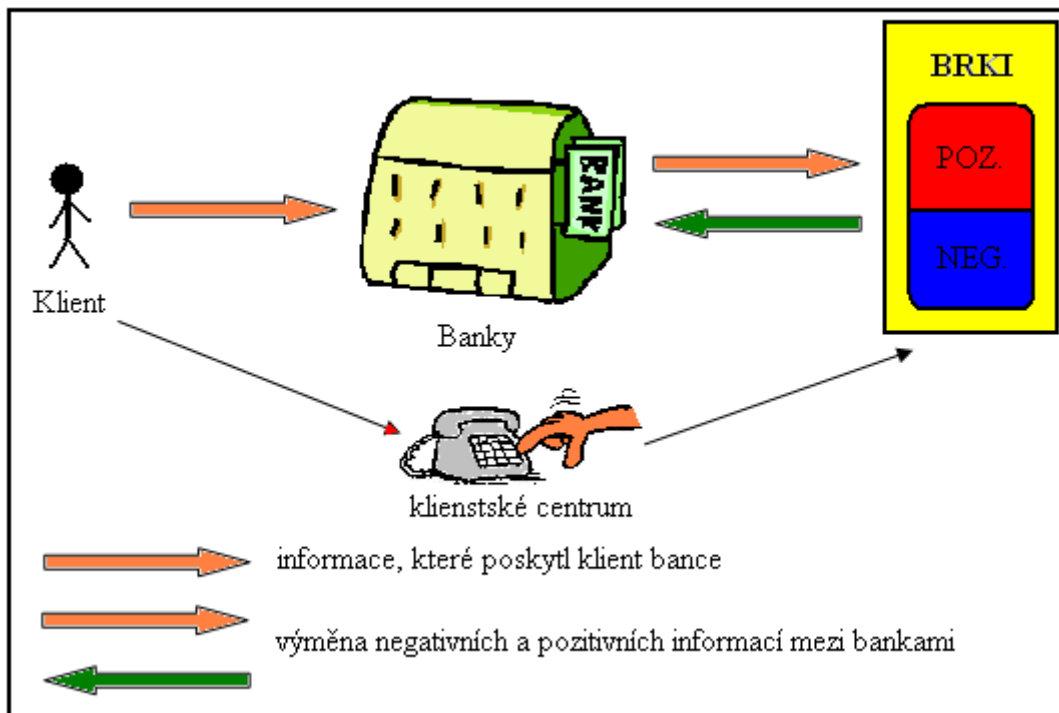 BRKI
POZ.
BANK
NEG.
Klient
Banky
klienstské centrum
informace, které poskytl klient bance
výměna negativních a pozitivních informací mezi bankami